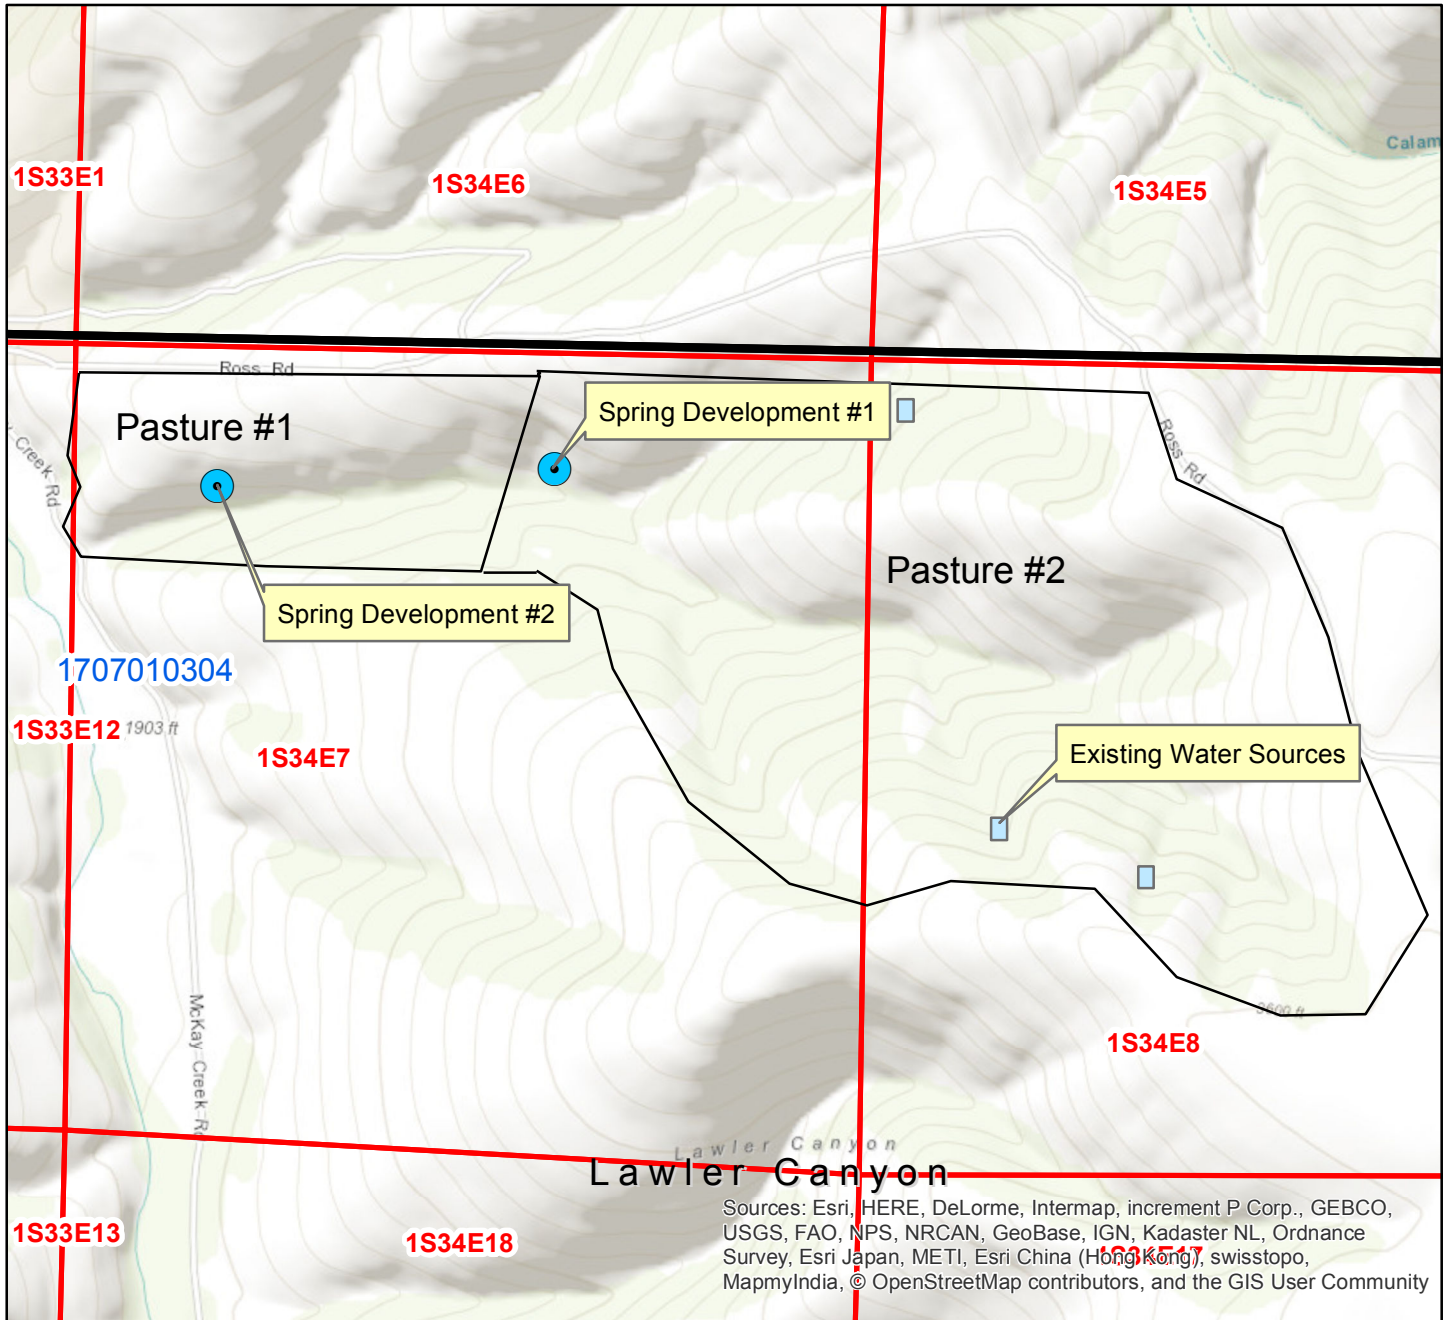 Calam
1S33E1
1S34E6
1S34E5
Ross Rd
Pasture #1
Spring Development #1
Creek Rd
Ross Rd
Pasture #2
Spring Development #2
1707010304
1S33E12
1903 ft
1S34E7
Existing Water Sources
McKay Creek Rd
3600 ft
1S34E8
Lawler Canyon
Lawler Canyon
1S33E13
1S34E18
Sources: Esri, HERE, DeLorme, Intermap, increment P Corp., GEBCO,
USGS, FAO, NPS, NRCAN, GeoBase, IGN, Kadaster NL, Ordnance
Survey, Esri Japan, METI, Esri China (Hong Kong), swisstopo,
MapmyIndia, © OpenStreetMap contributors, and the GIS User Community
1S34E17